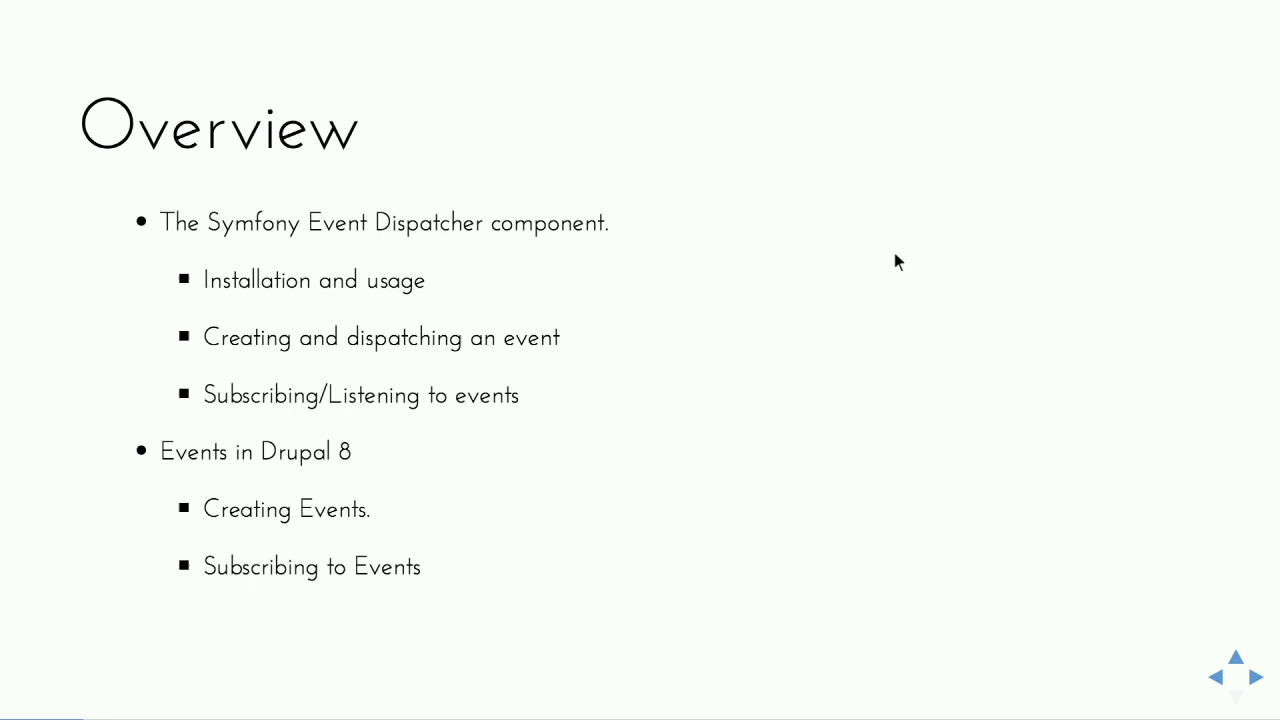 Overview
The Symfony Event Dispatcher component.
Installation and usage
Creating and dispatching an event
Subscribing/Listening to events
Events in Drupal 8
Creating Events.
Subscribing to Events